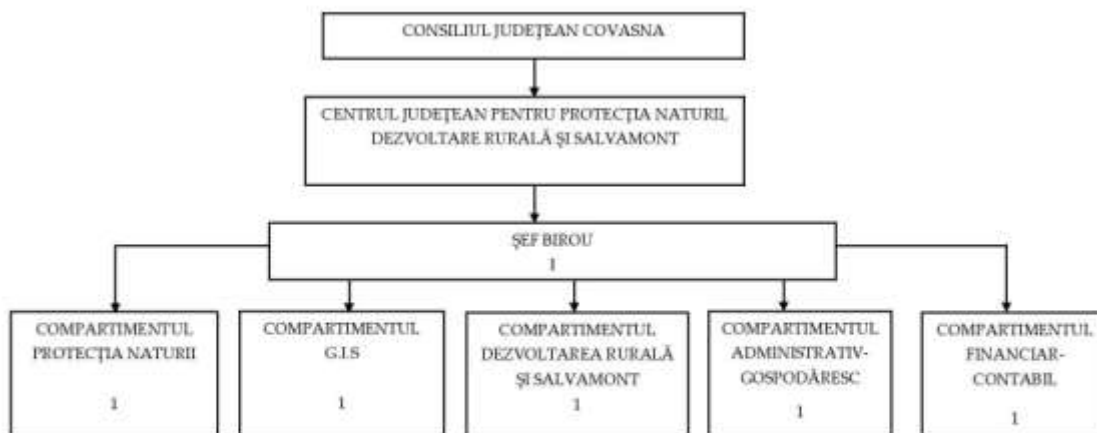 CONSILIUL JUDEŢEAN COVASNA
CENTRUL JUDEŢEAN PENTRU PROTECŢIA NATURII,
DEZVOLTARE RURALĂ ŞI SALVAMONT
ŞEF BIROU
1
COMPARTIMENTUL
PROTECŢIA NATURII
1
COMPARTIMENTUL
G.I.S
1
COMPARTIMENTUL
DEZVOLTAREA RURALĂ
ŞI SALVAMONT
1
COMPARTIMENTUL
ADMINISTRATIV-
GOSPODĂRESC
1
COMPARTIMENTUL
FINANCIAR-
CONTABIL
1